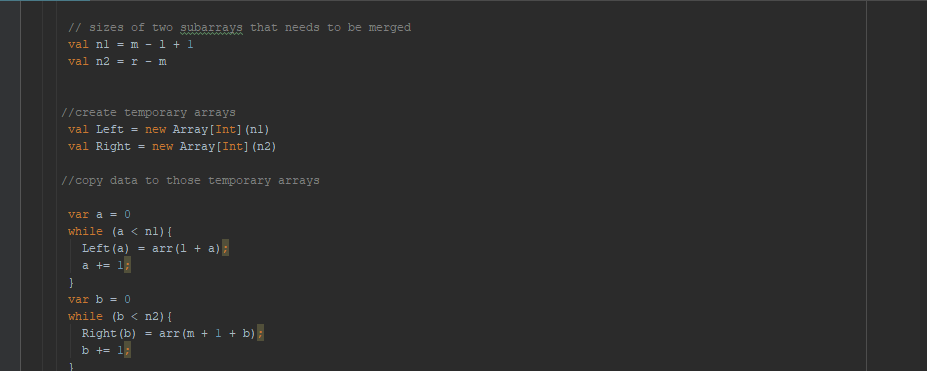 // sizes of two subarrays that needs to be merged
val n1 = m - l + 1
val n2 = r - m
//create temporary arrays
val Left = new Array[Int](n1)
val Right = new Array[Int](n2)
//copy data to those temporary arrays
var a = 0
while (a < n1){
Left(a) = arr(l + a);
a += 1;
}
var b = 0
while (b < n2){
Right(b) = arr(m + 1 + b);
b += 1;
}